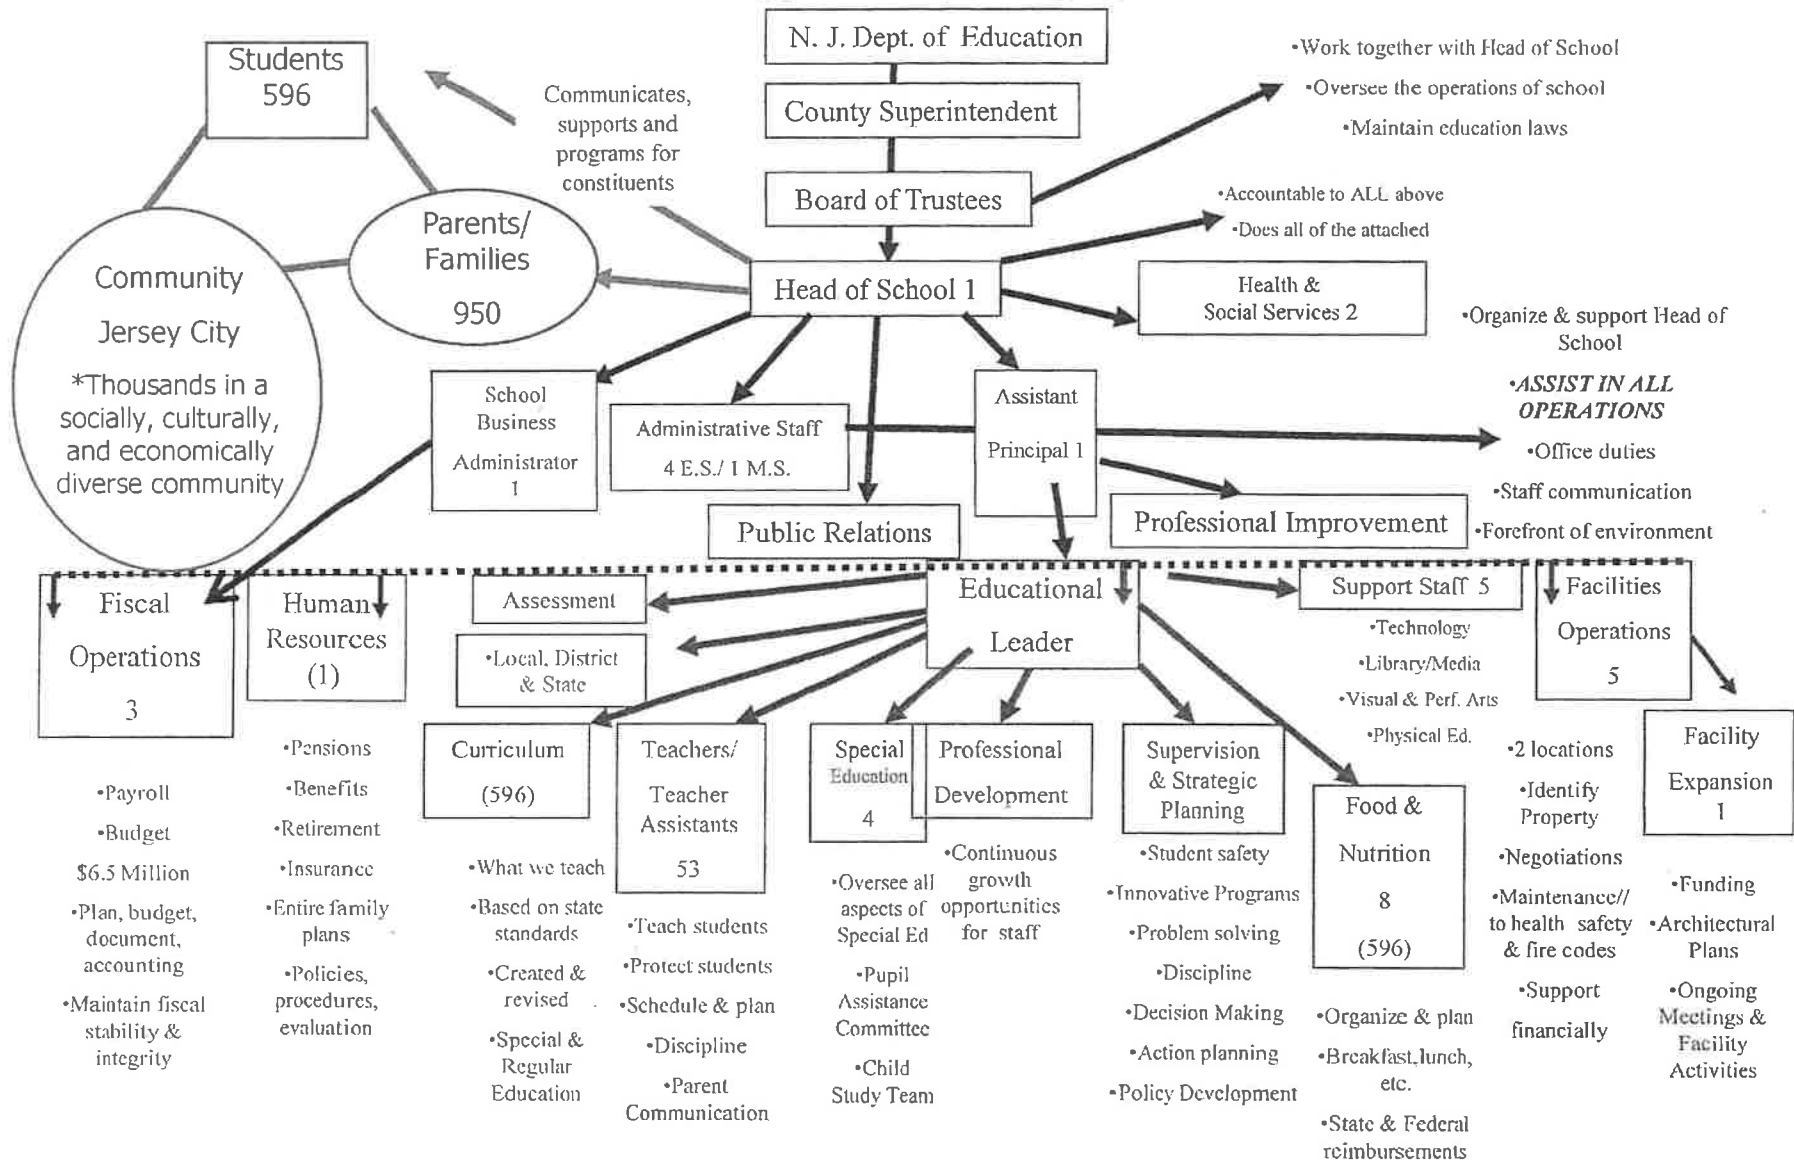 N. J. Dept. of Education
County Superintendent
Board of Trustees
•Work together with Head of School
•Oversee the operations of school
•Maintain education laws
Students
596
Communicates,
supports and
programs for
constituents
Parents/
Families
950
Community
Jersey City
*Thousands in a
socially, culturally,
and economically
diverse community
Head of School 1
•Accountable to ALL above
•Does all of the attached
Health &
Social Services 2
School
Business
Administrator
1
Administrative Staff
4 E.S./ 1 M.S.
Assistant
Principal 1
•Organize & support Head of
School
•ASSIST IN ALL
OPERATIONS
•Office duties
•Staff communication
•Forefront of environment
Public Relations
Professional Improvement
Fiscal
Operations
3
•Payroll
•Budget
$6.5 Million
•Plan, budget,
document,
accounting
•Maintain fiscal
stability &
integrity
Human
Resources
(1)
•Pensions
•Benefits
•Retirement
•Insurance
•Entire family
plans
•Policies,
procedures,
evaluation
Assessment
•Local, District
& State
Educational
Leader
Support Staff 5
•Technology
•Library/Media
•Visual & Perf. Arts
•Physical Ed.
Facilities
Operations
5
Curriculum
(596)
•What we teach
•Based on state
standards
•Created &
revised
•Special &
Regular
Education
Teachers/
Teacher
Assistants
53
•Teach students
•Protect students
•Schedule & plan
•Discipline
•Parent
Communication
Special
Education
4
•Oversee all
aspects of
Special Ed
•Pupil
Assistance
Committee
•Child
Study Team
Professional
Development
•Continuous
growth
opportunities
for staff
Supervision
& Strategic
Planning
•Student safety
•Innovative Programs
•Problem solving
•Discipline
•Decision Making
•Action planning
•Policy Development
Food &
Nutrition
8
(596)
•Organize & plan
•Breakfast, lunch,
etc.
•State & Federal
reimbursements
•2 locations
•Identify
Property
•Negotiations
•Maintenance//
to health safety
& fire codes
•Support
financially
Facility
Expansion
1
•Funding
•Architectural
Plans
•Ongoing
Meetings &
Facility
Activities